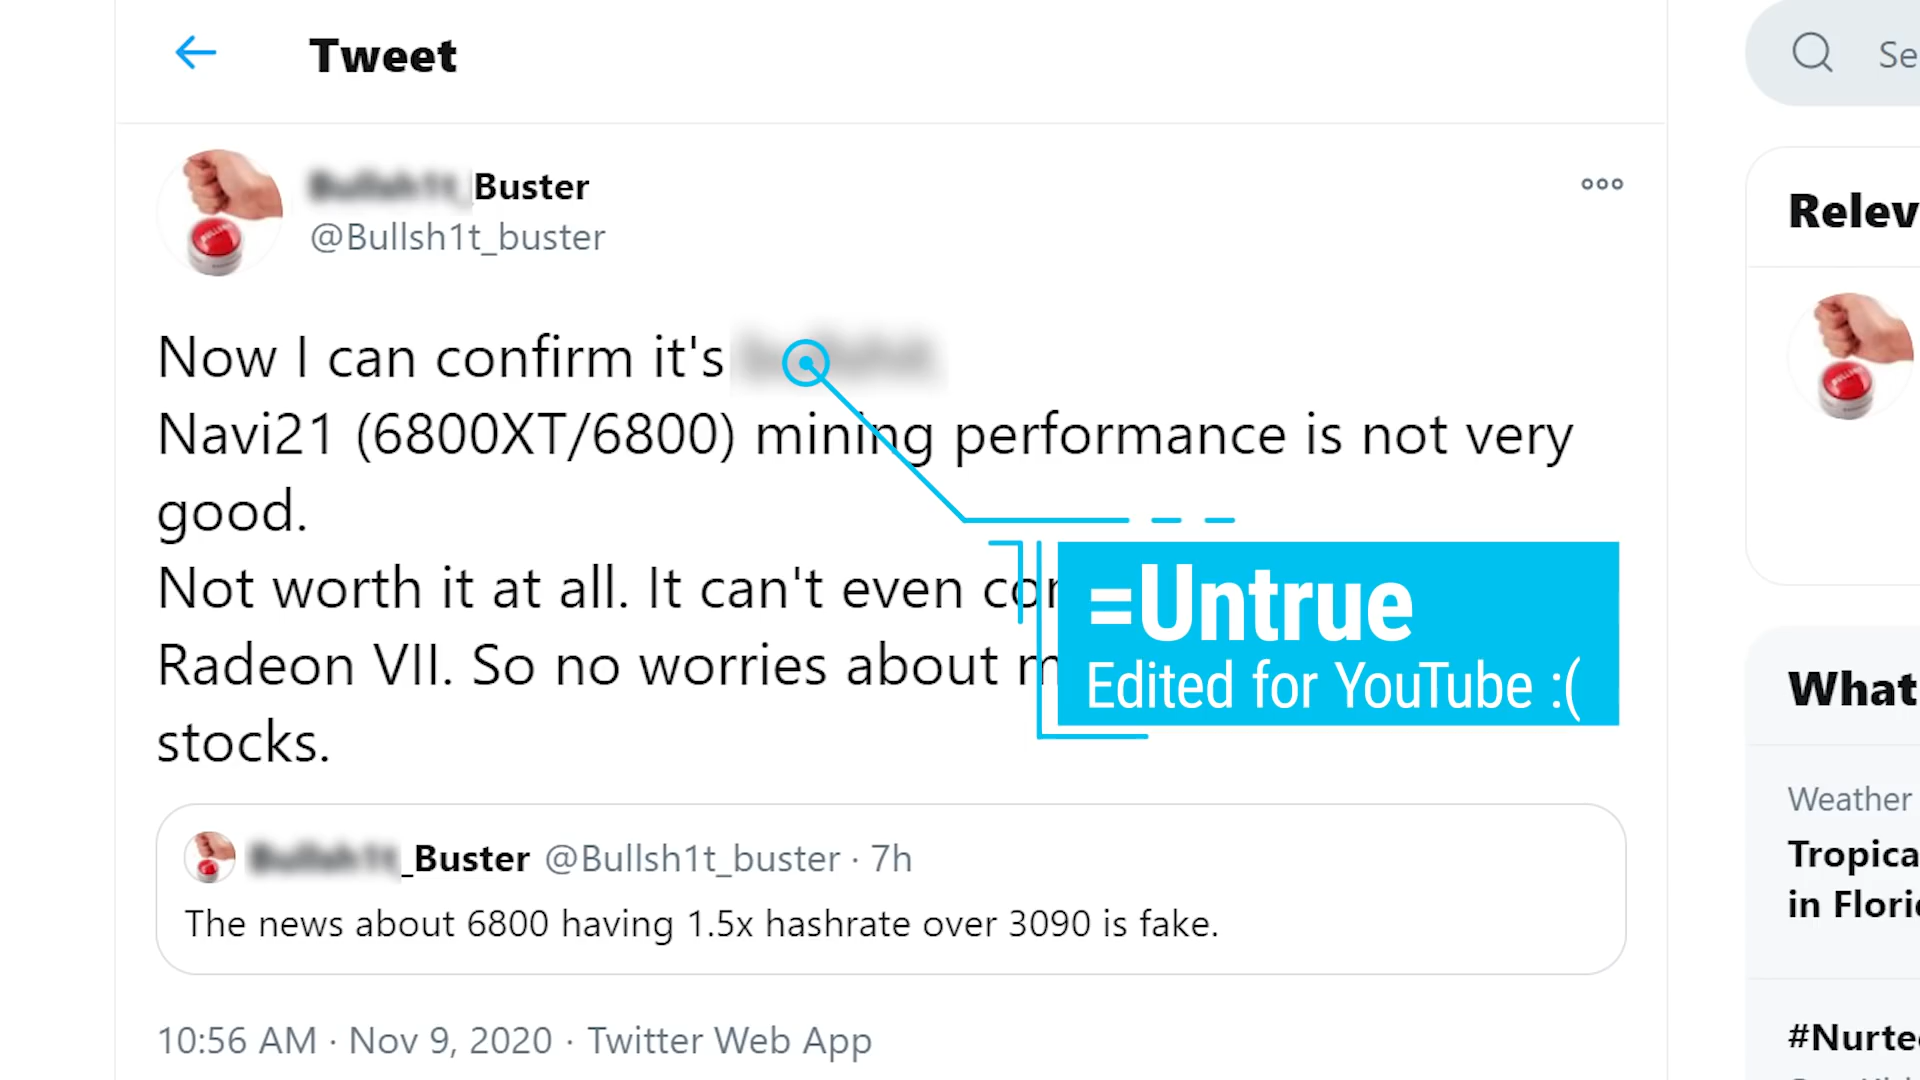 Tweet
Se
Buster
@Bullsh1t_buster
Relev
Now I can confirm it's
Navi21 (6800XT/6800) mining performance is not very
good.
Not worth it at all. It can't even co
Radeon VII. So no worries about
stocks.
=Untrue
Edited for YouTube :(
_Buster @Bullsh1t_buster · 7h
The news about 6800 having 1.5x hashrate over 3090 is fake.
10:56 AM · Nov 9, 2020 · Twitter Web App
What
Weather
Tropica
in Flori
#Nurte